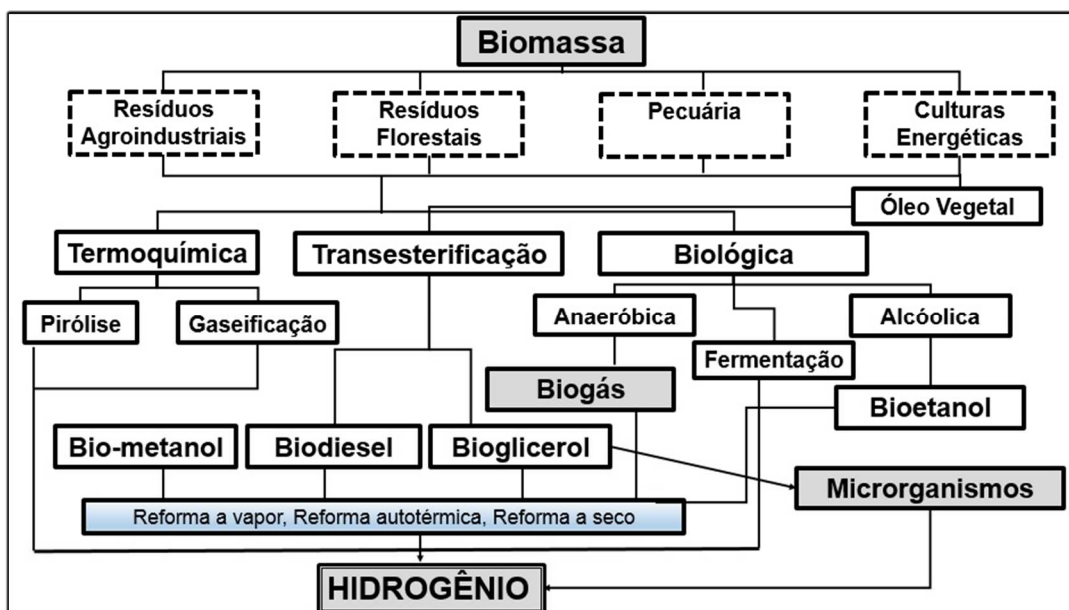 Biomassa
Resíduos
Agroindustriais
Resíduos
Florestais
Pecuária
Culturas
Energéticas
Óleo Vegetal
Termoquímica
Transesterificação
Biológica
Pirólise
Gaseificação
Anaeróbica
Alcóolica
Fermentação
Biogás
Bioetanol
Bio-metanol
Biodiesel
Bioglicerol
Microrganismos
Reforma a vapor, Reforma autotérmica, Reforma a seco
HIDROGÊNIO